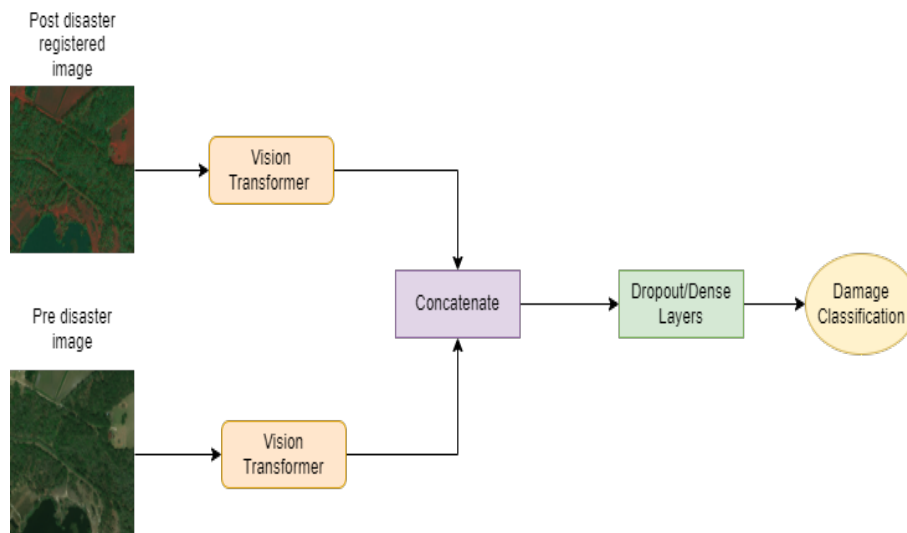 Post disaster
registered
image
Vision
Transformer
Concatenate
Dropout/Dense
Layers
Damage
Classification
Pre disaster
image
Vision
Transformer